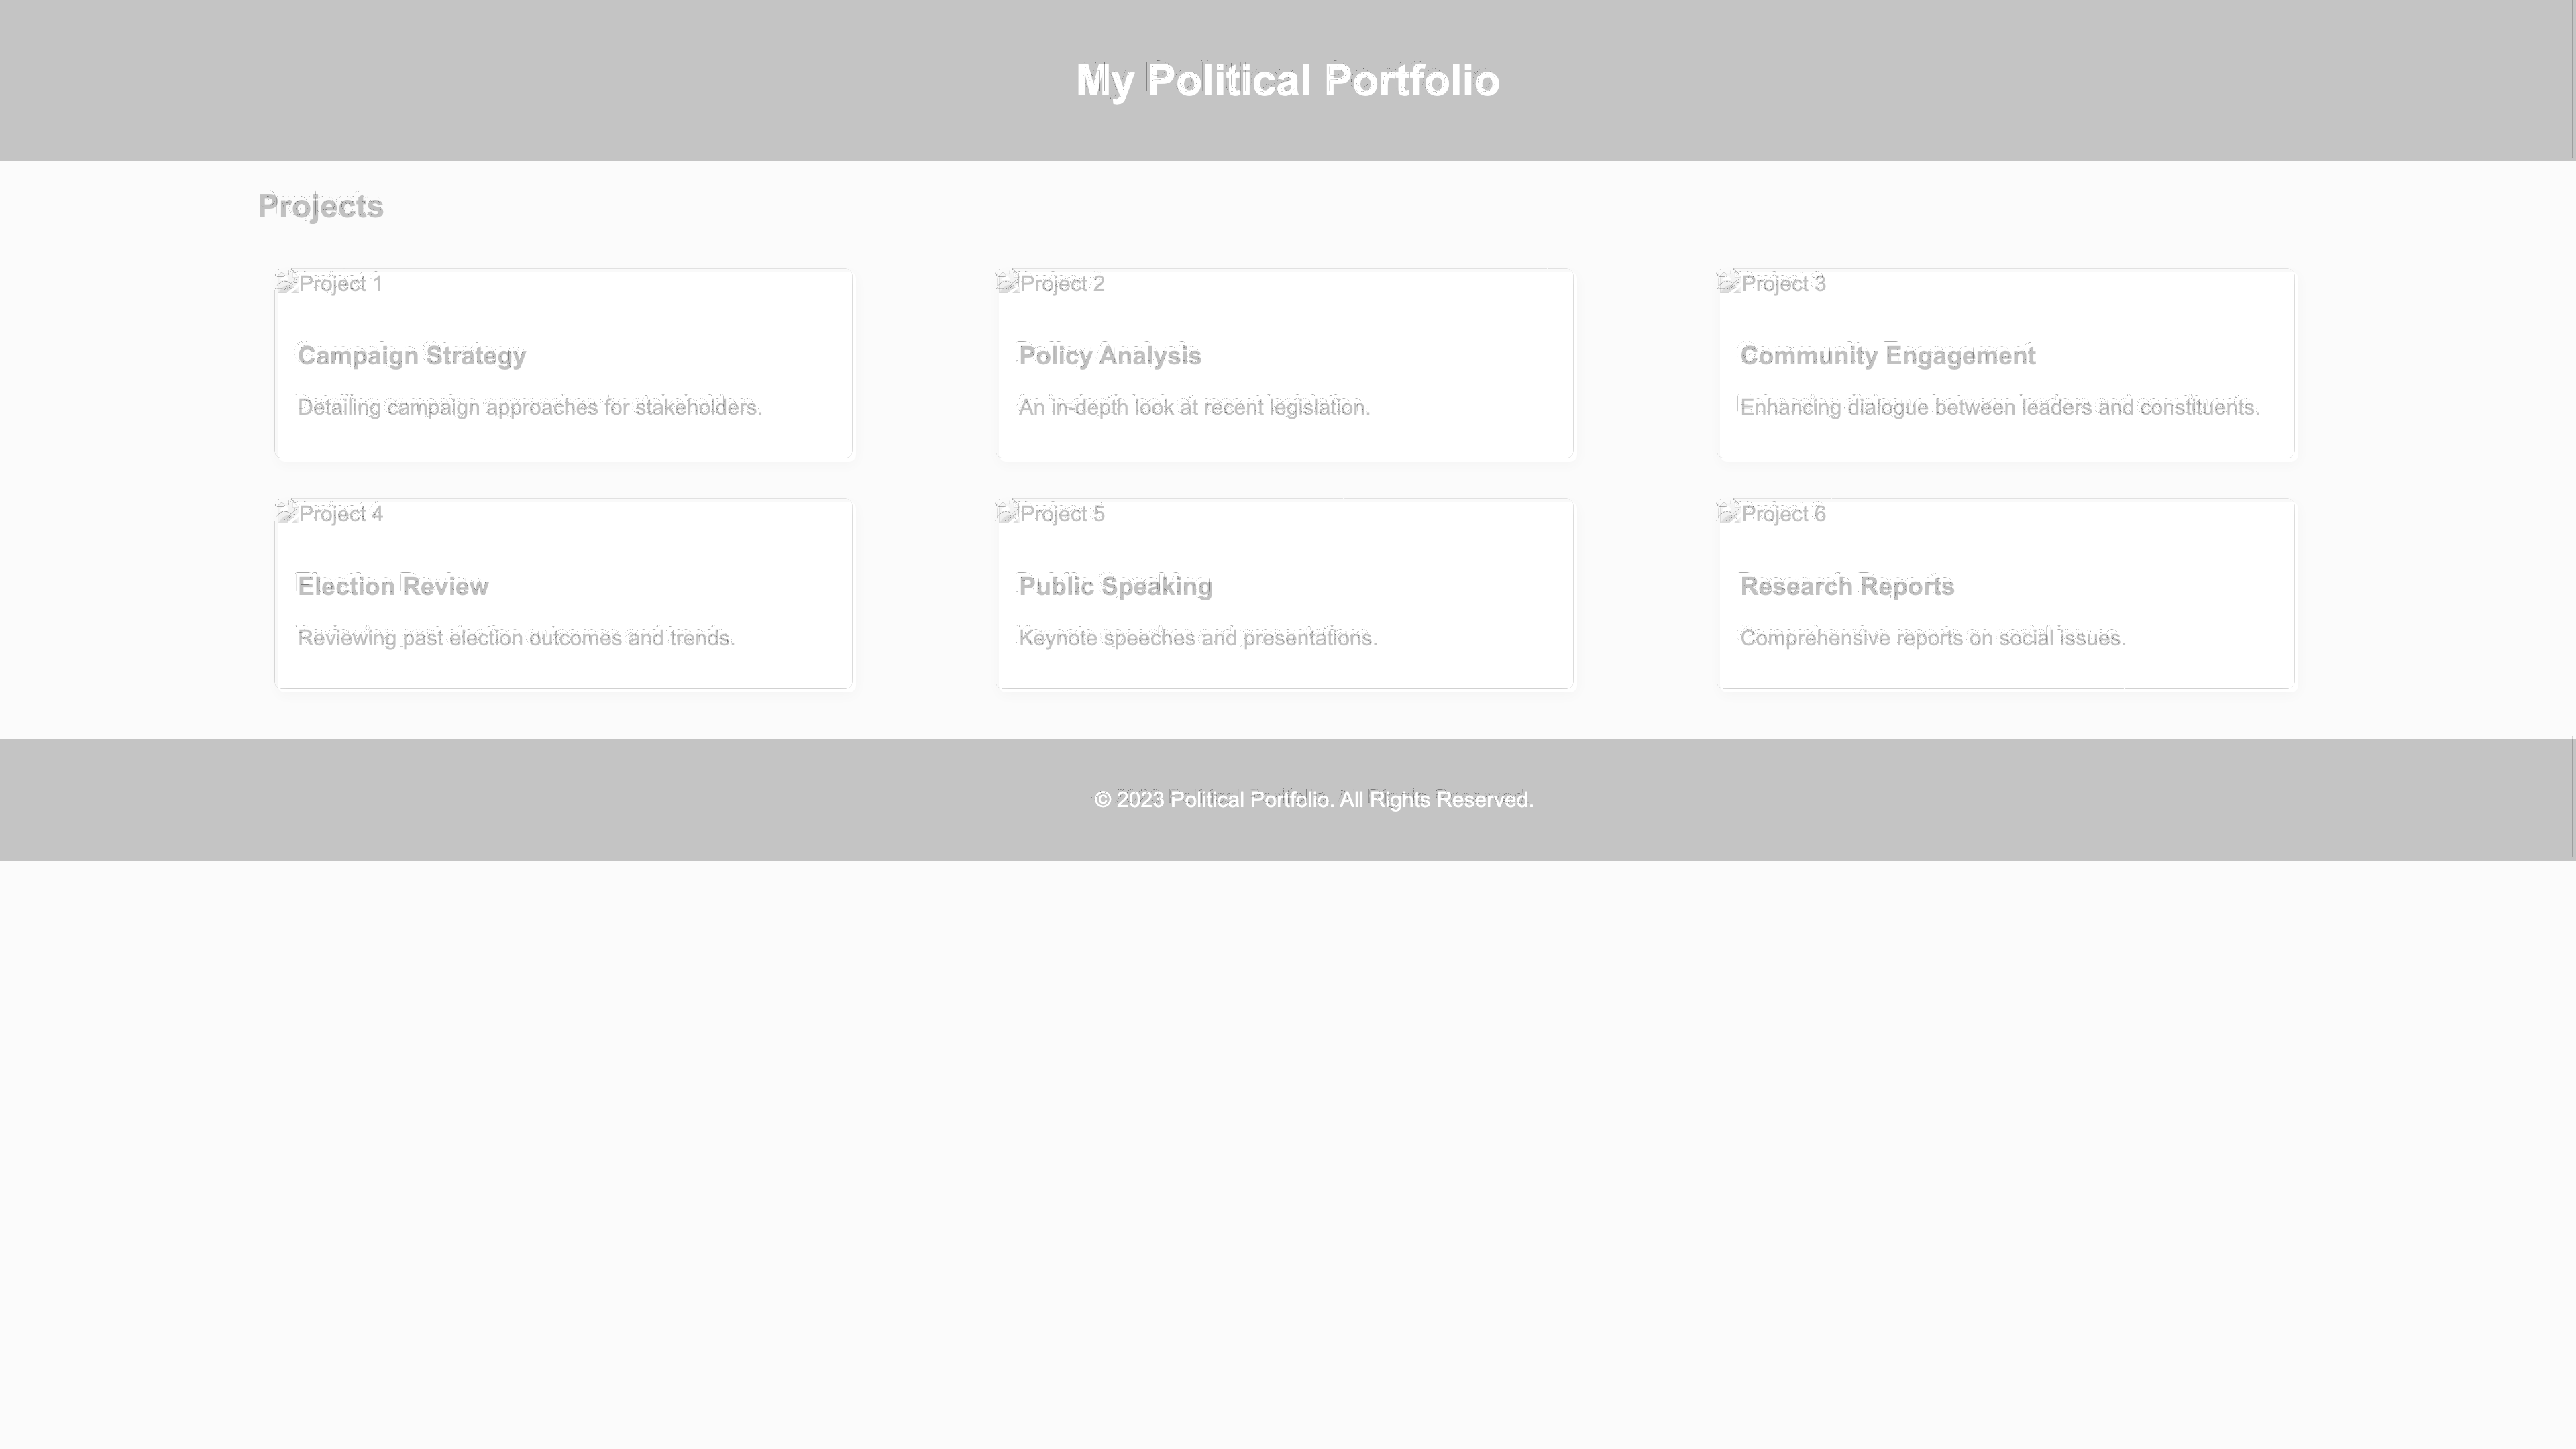 My Political Portfolio
Projects
Project 1
Campaign Strategy
Detailing campaign approaches for stakeholders.
Project 2
Policy Analysis
An in-depth look at recent legislation.
Project 3
Community Engagement
Enhancing dialogue between leaders and constituents.
Project 4
Election Review
Reviewing past election outcomes and trends.
Project 5
Public Speaking
Keynote speeches and presentations.
Project 6
Research Reports
Comprehensive reports on social issues.
© 2023 Political Portfolio. All Rights Reserved.